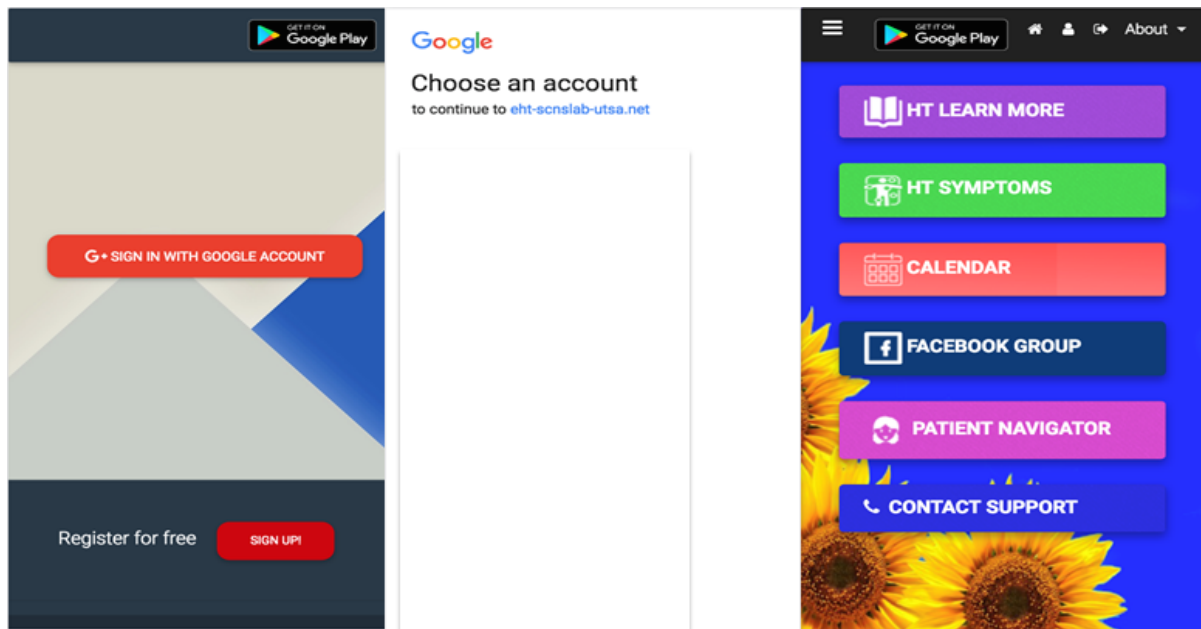 GET IT ON
Google Play
G+ SIGN IN WITH GOOGLE ACCOUNT
Register for free
SIGN UP!
Google
Choose an account
to continue to eht-scnslab-utsa.net
GET IT ON
Google Play
About
HT LEARN MORE
HT SYMPTOMS
CALENDAR
FACEBOOK GROUP
PATIENT NAVIGATOR
CONTACT SUPPORT